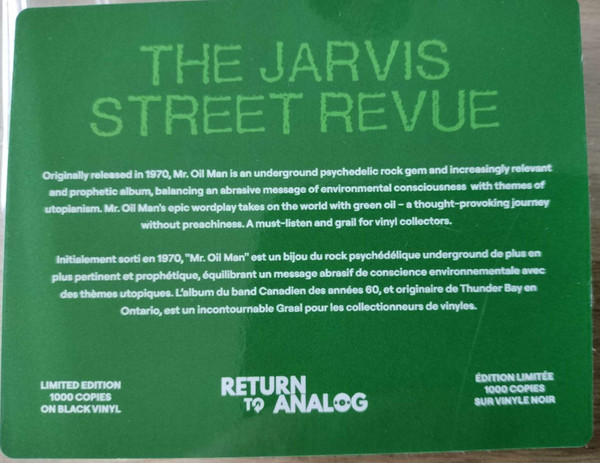 THE JARVIS
STREET REVUE
Originally released in 1970, Mr. Oil Man is an underground psychedelic rock gem and increasingly relevant
and prophetic album, balancing an abrasive message of environmental consciousness with themes of
utopianism. Mr. Oil Man's epic wordplay takes on the world with green oil – a thought-provoking journey
without preachiness. A must-listen and grail for vinyl collectors.
Initialement sorti en 1970, "Mr. Oil Man" est un bijou du rock psychédélique underground de plus en
plus pertinent et prophétique, équilibrant un message abrasif de conscience environnementale avec
des thèmes utopiques. L'album du band Canadien des années 60, et originaire de Thunder Bay en
Ontario, est un incontournable Graal pour les collectionneurs de vinyles.
LIMITED EDITION
1000 COPIES
ON BLACK VINYL
RETURN
TO ANALOG
ÉDITION LIMITÉE
1000 COPIES
SUR VINYLE NOIR